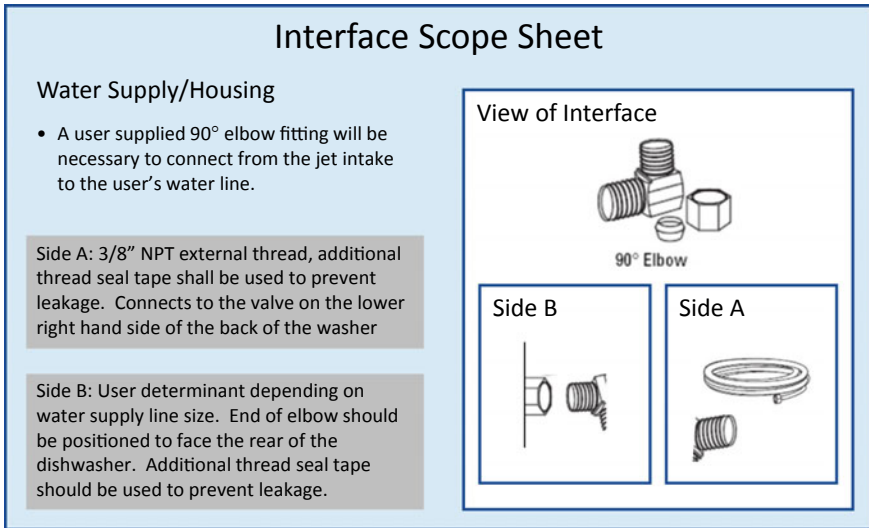 Interface Scope Sheet
Water Supply/Housing
• A user supplied 90° elbow fitting will be
necessary to connect from the jet intake
to the user’s water line.
Side A: 3/8” NPT external thread, additional
thread seal tape shall be used to prevent
leakage. Connects to the valve on the lower
right hand side of the back of the washer
Side B: User determinant depending on
water supply line size. End of elbow should
be positioned to face the rear of the
dishwasher. Additional thread seal tape
should be used to prevent leakage.
View of Interface
90° Elbow
Side B
Side A